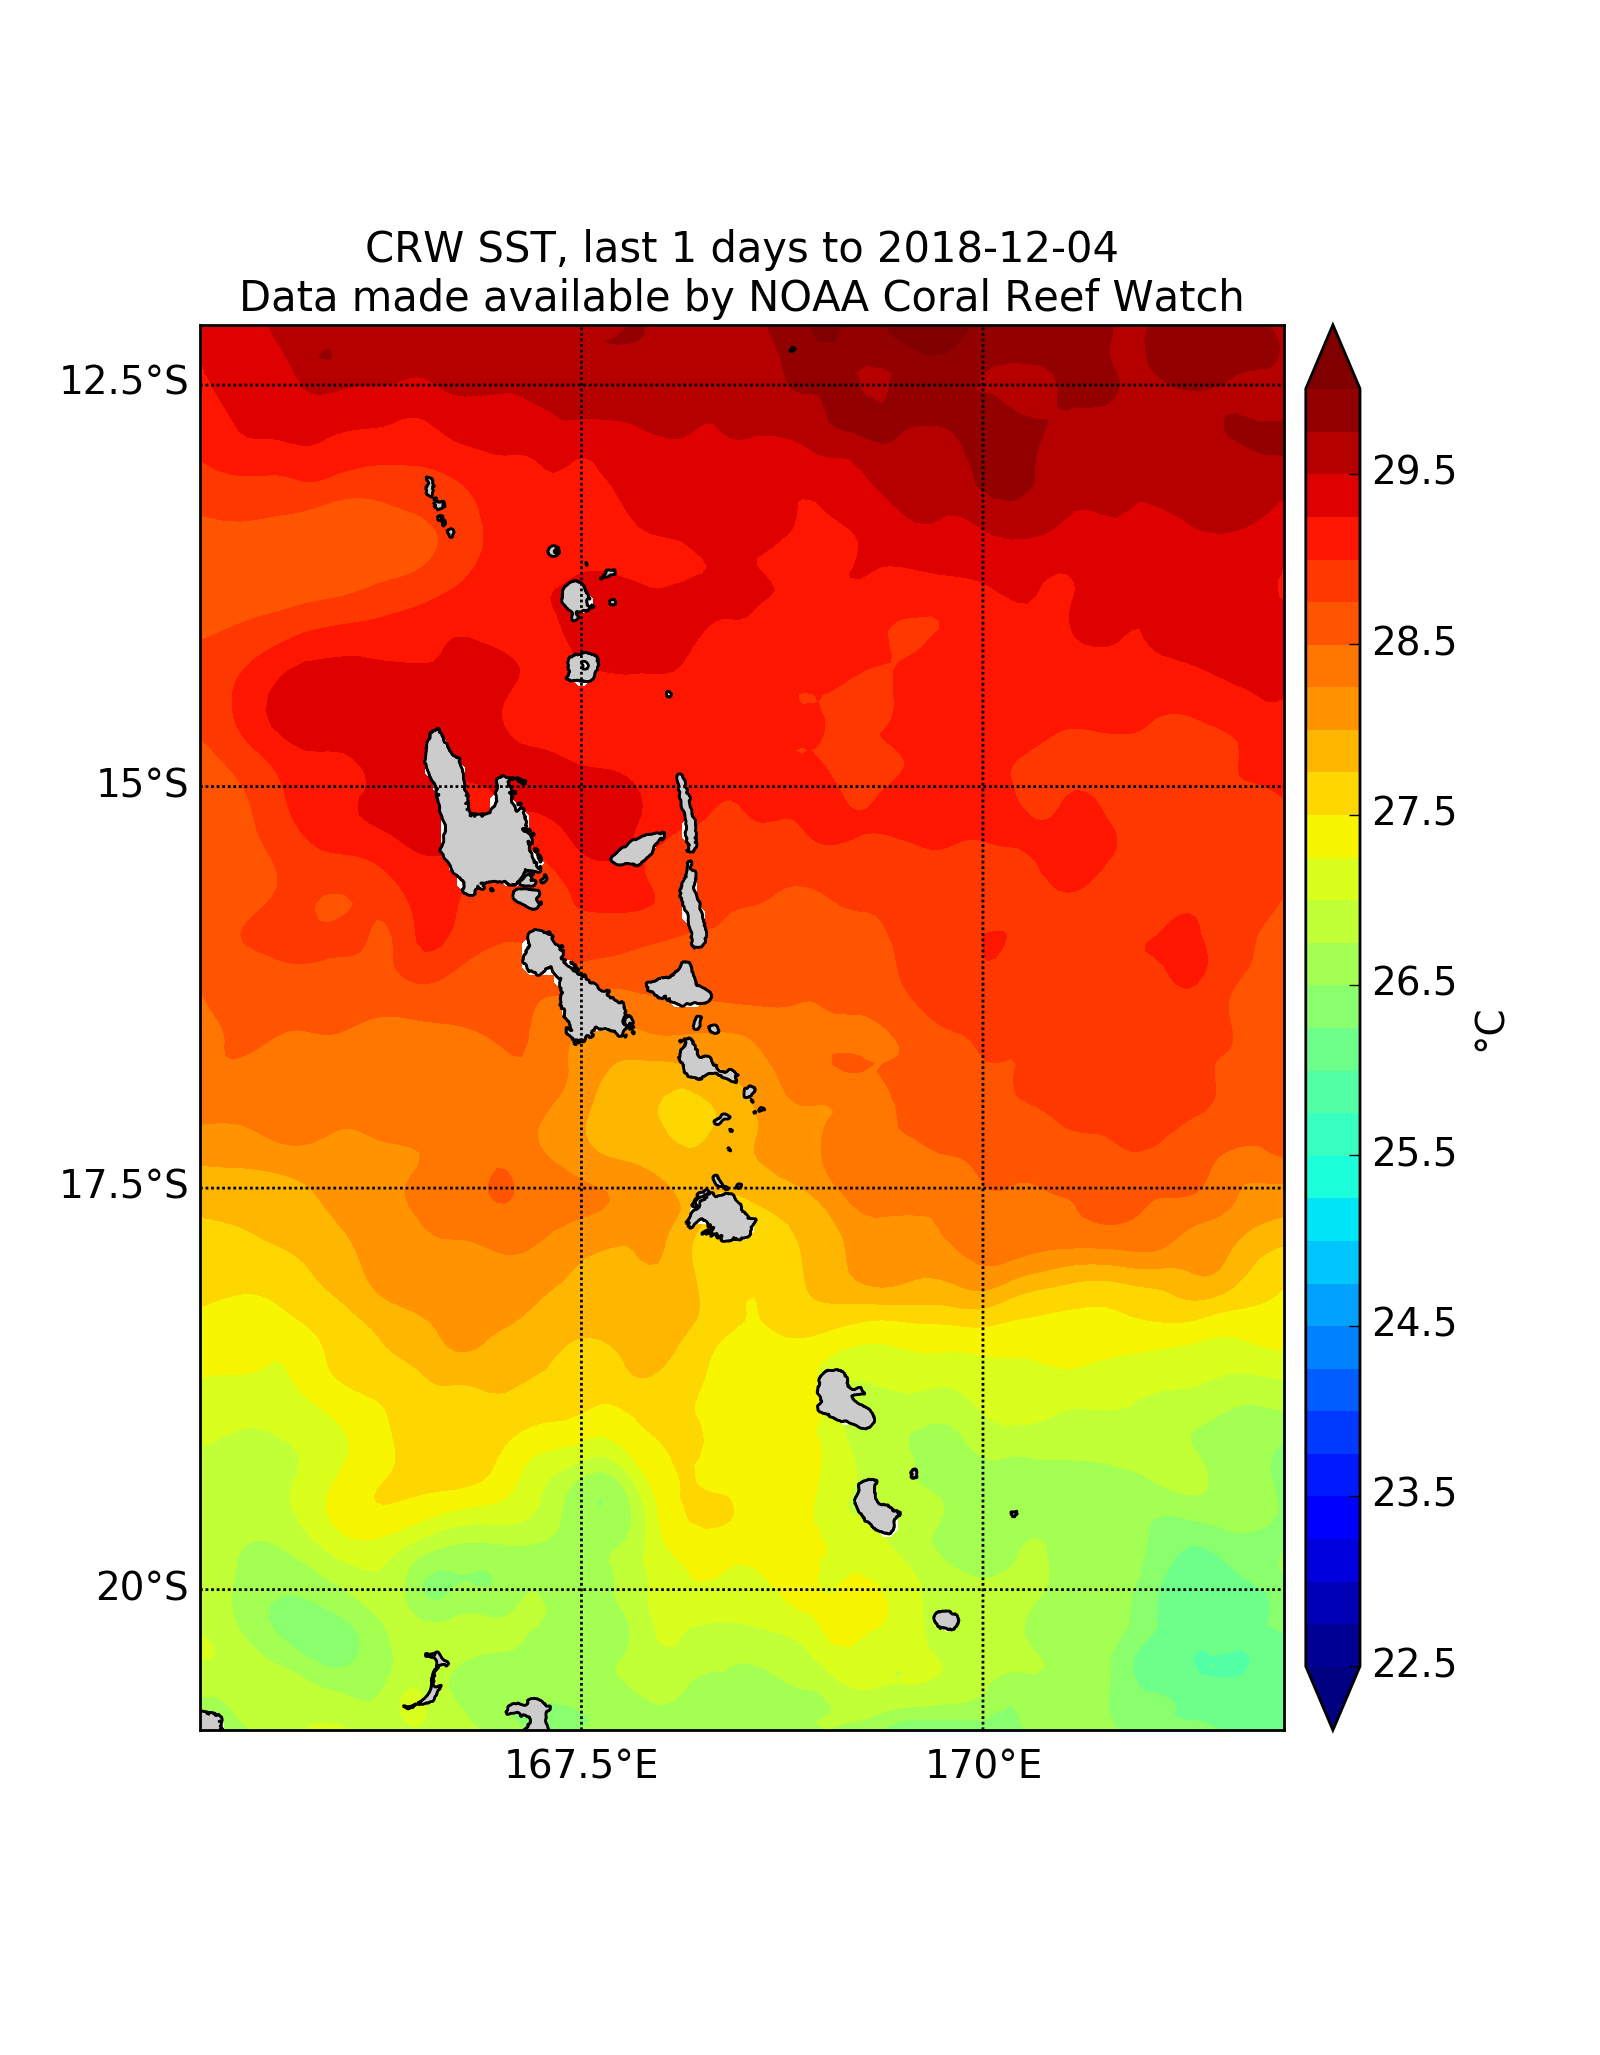 CRW SST, last 1 days to 2018-12-04
Data made available by NOAA Coral Reef Watch
12.5°S
15°S
17.5°S
20°S
167.5°E
170°E
29.5
28.5
27.5
26.5
25.5
24.5
23.5
22.5
°C